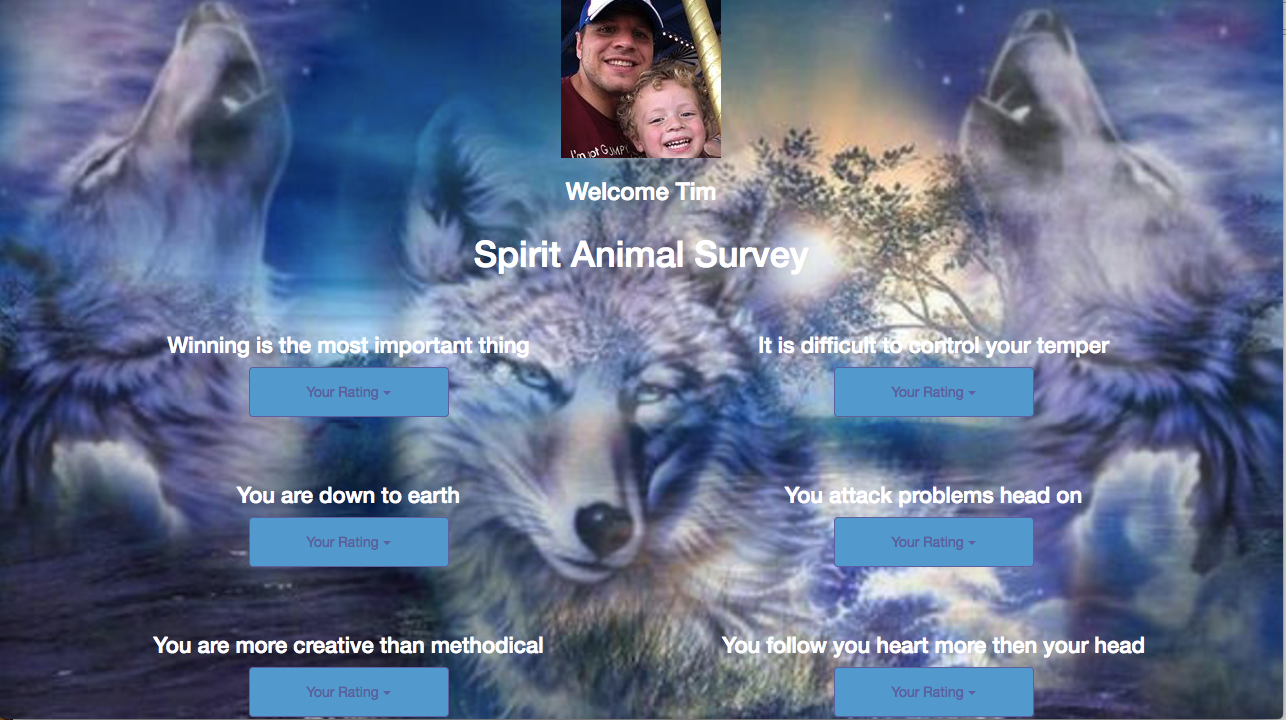 I'm not GUMPY
Welcome Tim
Spirit Animal Survey
Winning is the most important thing
It is difficult to control your temper
Your Rating
Your Rating
You are down to earth
You attack problems head on
Your Rating
Your Rating
You are more creative than methodical
You follow you heart more then your head
Your Rating
Your Rating